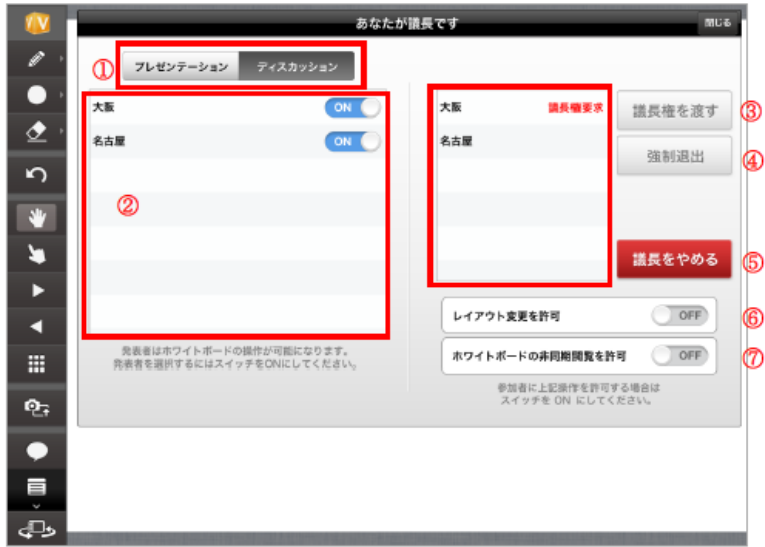 あなたが議長です
閉じる
① プレゼンテーション ディスカッション
大阪 ON
名古屋 ON
②
大阪 議長権要求
名古屋
議長権を渡す ③
強制退出 ④
議長をやめる ⑤
レイアウト変更を許可 OFF ⑥
ホワイトボードの非同期閲覧を許可 OFF ⑦
発表者はホワイトボードの操作が可能になります。
発表者を選択するにはスイッチをONにしてください。
参加者に上記操作を許可する場合は
スイッチを ON にしてください。